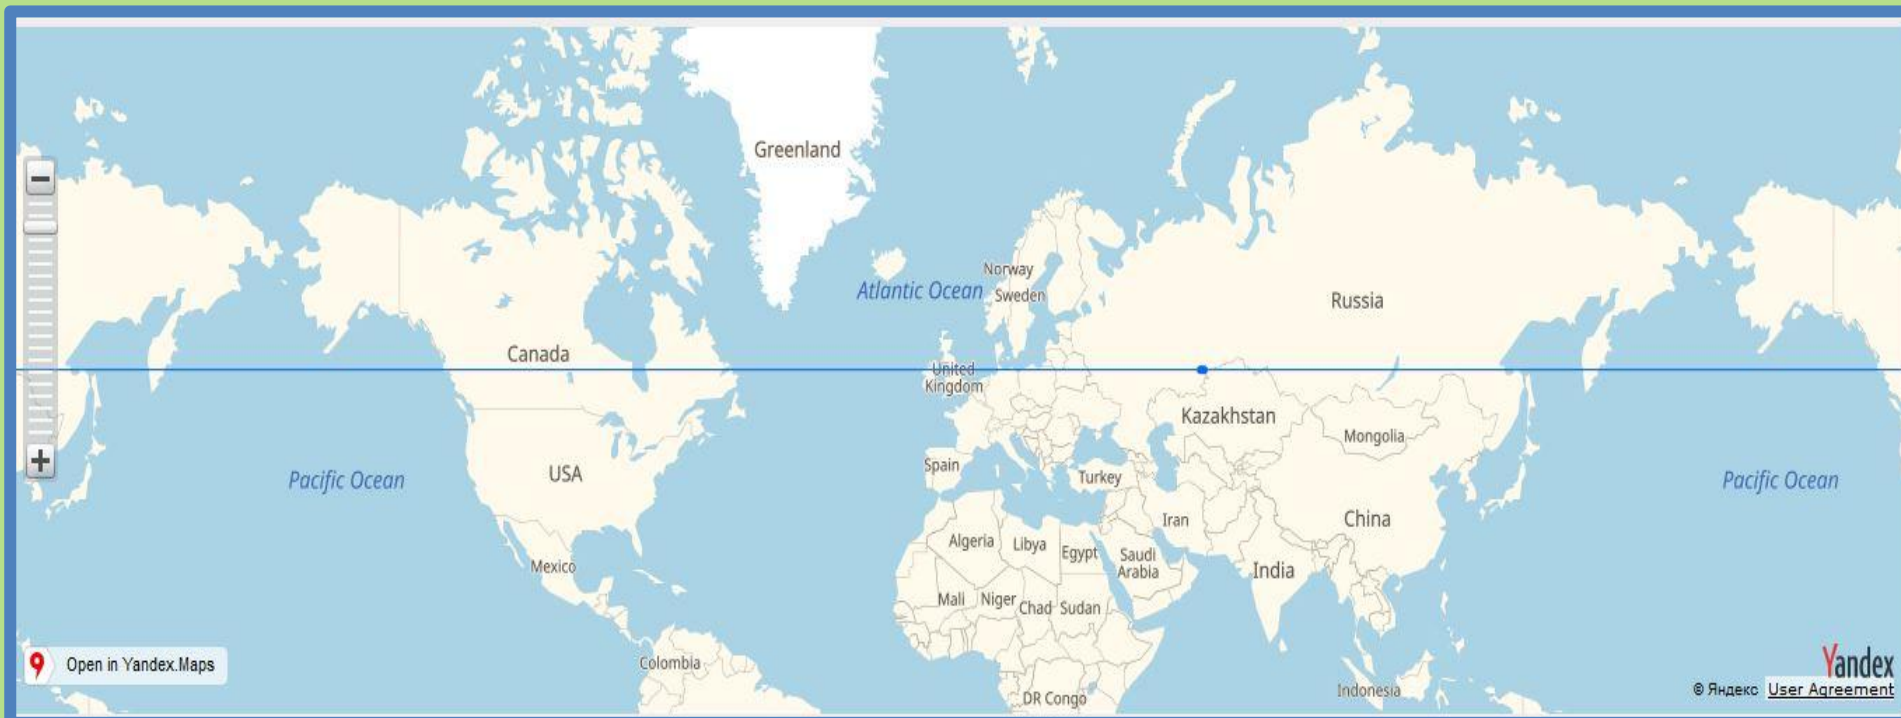 Greenland
Norway
Atlantic Ocean
Sweden
Russia
Canada
United
Kingdom
Kazakhstan
Mongolia
Spain
Turkey
USA
Pacific Ocean
Pacific Ocean
China
Iran
Algeria
Libya
Egypt
Saudi
Arabia
India
Mexico
Mali
Niger
Chad
Sudan
Colombia
DR Congo
Indonesia
Open in Yandex.Maps
Yandex
© Яндекс User Agreement